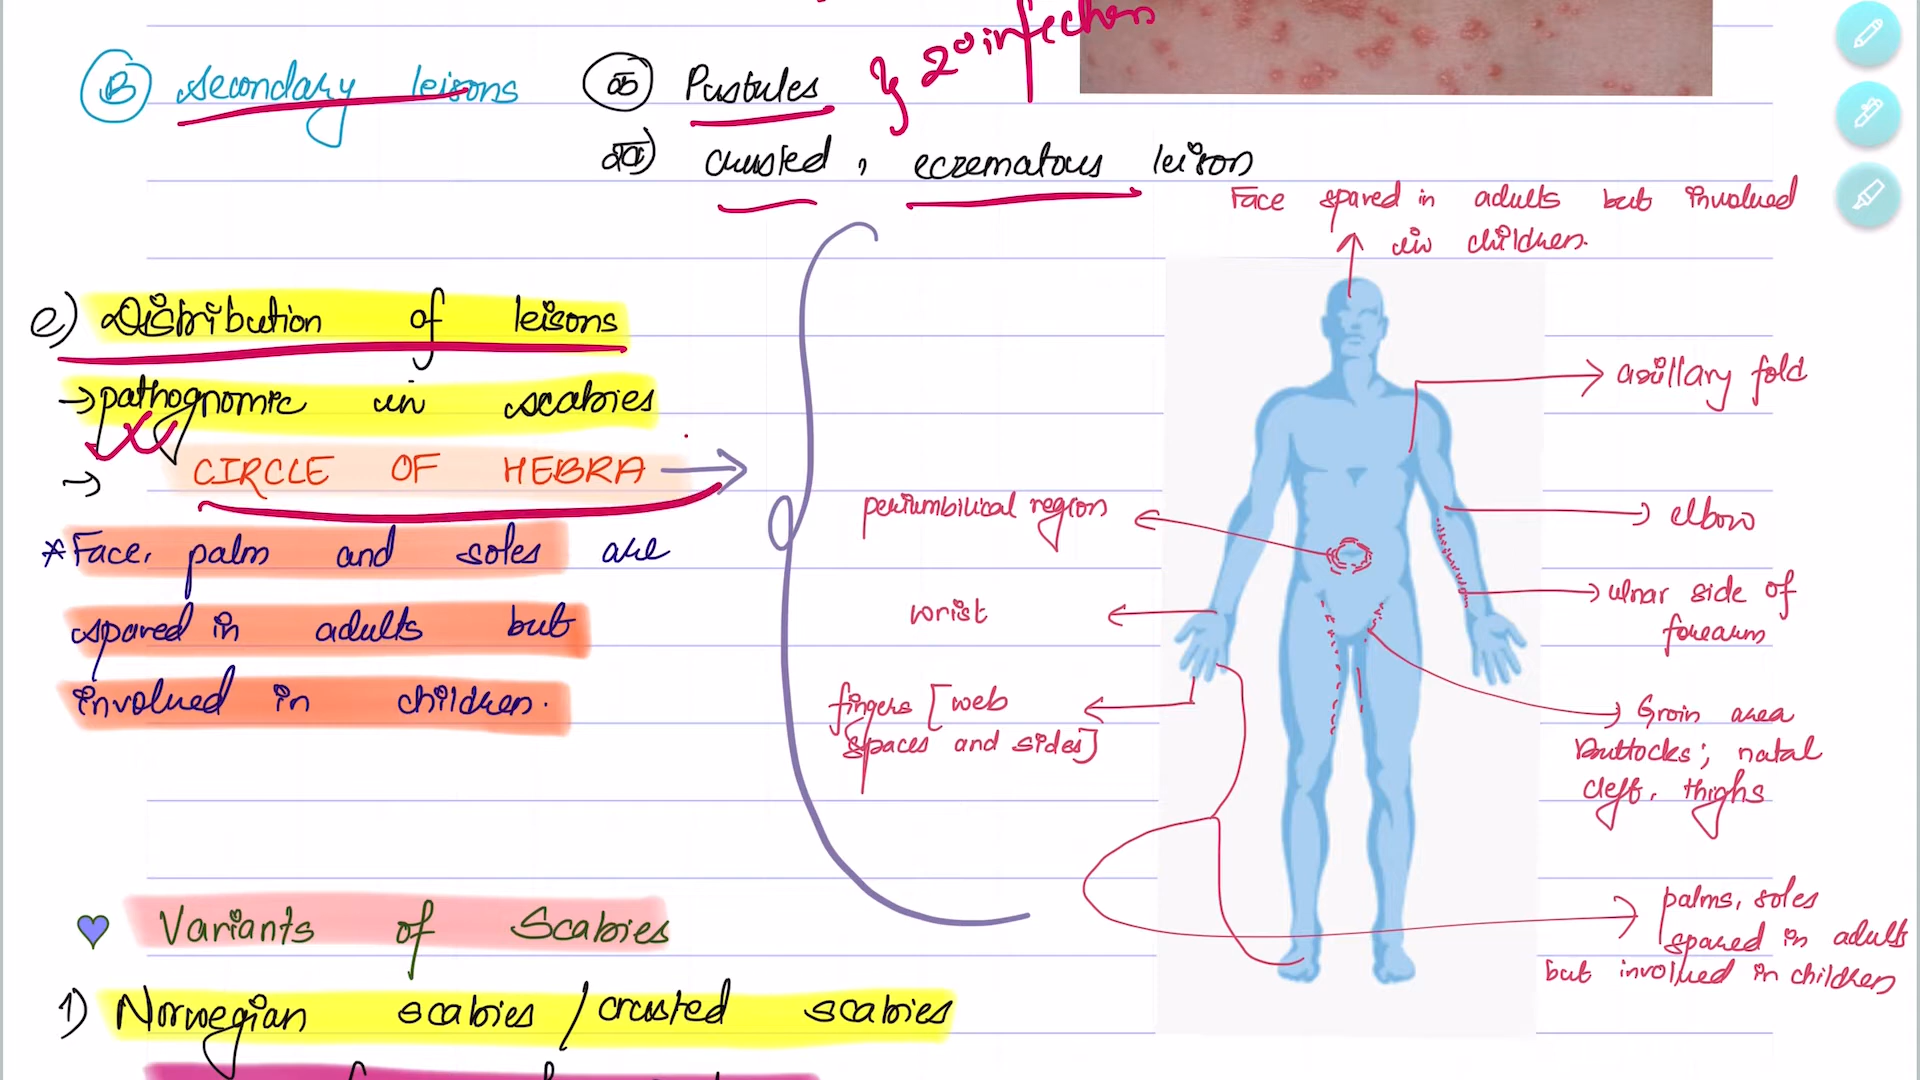 B secondary leisons
Pustules } 2° infection
crusted, eczematous leison
e) Distribution of leisons
→ pathognomic in scabies
→ CIRCLE OF HEBRA →
* Face, palm and soles are
spared in adults but
involved in children.
Face spared in adults but involved
in children.
axillary fold
elbow
ulnar side of
forearm
Groin area
Buttocks; natal
cleft, thighs
palms, soles
spared in adults
but involved in children
periumbilical region
wrist
fingers [web
spaces and sides]
Variants of Scabies
1) Norwegian scabies / crusted scabies